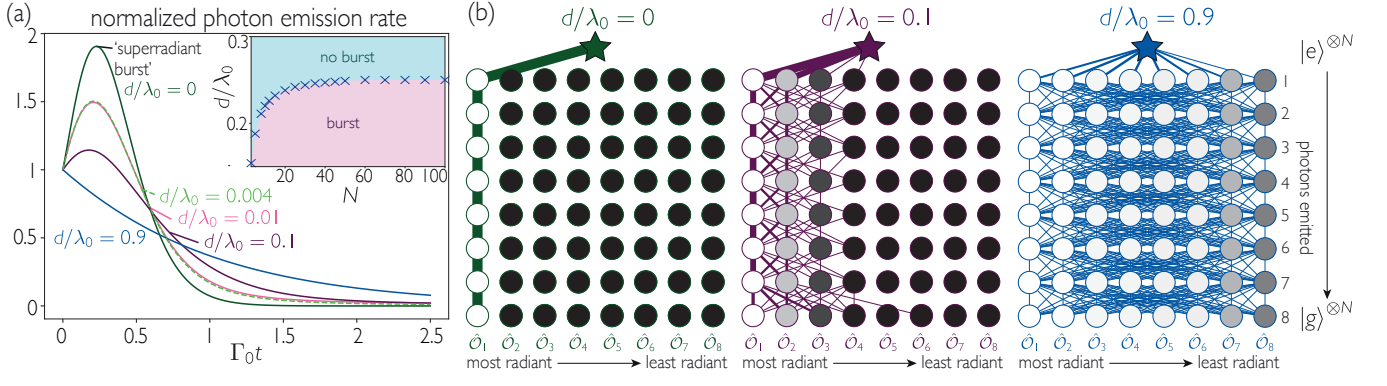 (a)
normalized photon emission rate
2
1.5
1
0.5
0
'superradiant
burst'
d/λ₀ = 0
d/λ₀ = 0.004
d/λ₀ = 0.01
d/λ₀ = 0.1
d/λ₀ = 0.9
0 0.5 1 1.5 2 2.5
Γ₀t
0.3
0.2
d/λ₀
no burst
burst
20 40 60 80 100
N
(b)
d/λ₀ = 0
Ô₁ Ô₂ Ô₃ Ô₄ Ô₅ Ô₆ Ô₇ Ô₈
most radiant → least radiant
d/λ₀ = 0.1
Ô₁ Ô₂ Ô₃ Ô₄ Ô₅ Ô₆ Ô₇ Ô₈
most radiant → least radiant
d/λ₀ = 0.9
Ô₁ Ô₂ Ô₃ Ô₄ Ô₅ Ô₆ Ô₇ Ô₈
most radiant → least radiant
|e⟩⊗N
1
2
3
4
5
6
7
8
photons emitted
|g⟩⊗N